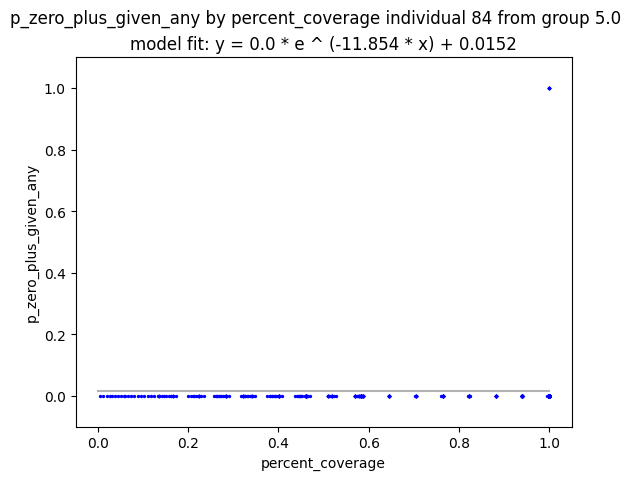 p_zero_plus_given_any by percent_coverage individual 84 from group 5.0
model fit: y = 0.0 * e ^ (-11.854 * x) + 0.0152
1.0
0.8
0.6
0.4
0.2
0.0
p_zero_plus_given_any
0.0 0.2 0.4 0.6 0.8 1.0
percent_coverage